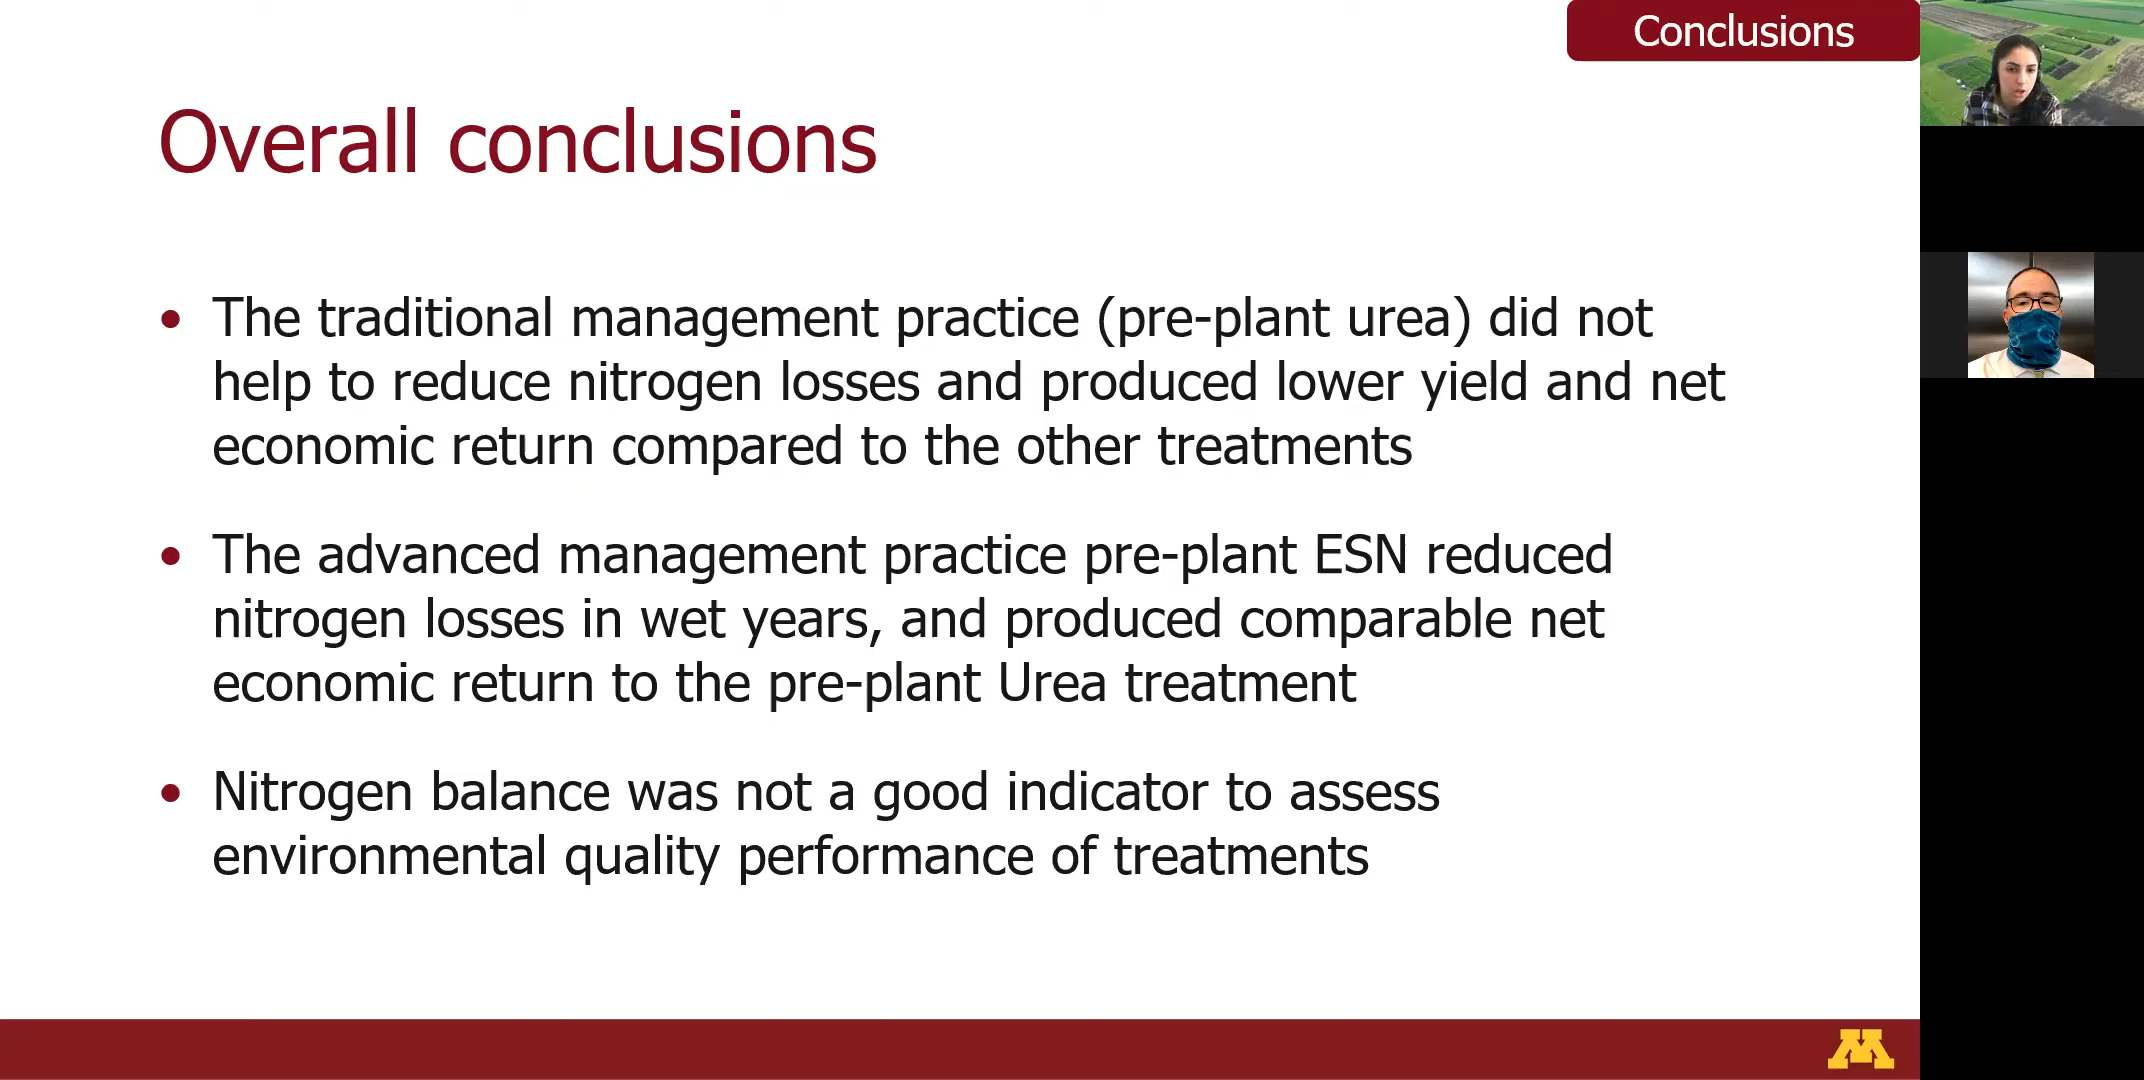 Conclusions
Overall conclusions
• The traditional management practice (pre-plant urea) did not
help to reduce nitrogen losses and produced lower yield and net
economic return compared to the other treatments
• The advanced management practice pre-plant ESN reduced
nitrogen losses in wet years, and produced comparable net
economic return to the pre-plant Urea treatment
• Nitrogen balance was not a good indicator to assess
environmental quality performance of treatments
M